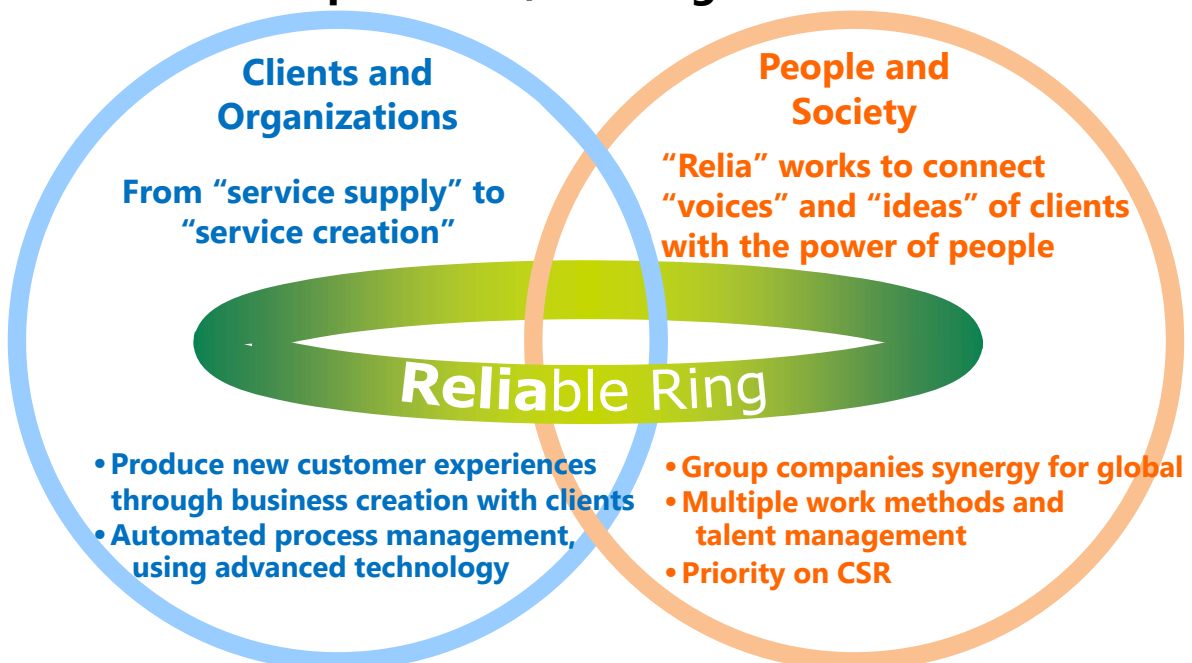 Clients and
Organizations
From “service supply” to
“service creation”
People and
Society
“Relia” works to connect
“voices” and “ideas” of clients
with the power of people
Reliable Ring
•Produce new customer experiences
through business creation with clients
•Automated process management,
using advanced technology
•Group companies synergy for global
•Multiple work methods and
talent management
•Priority on CSR